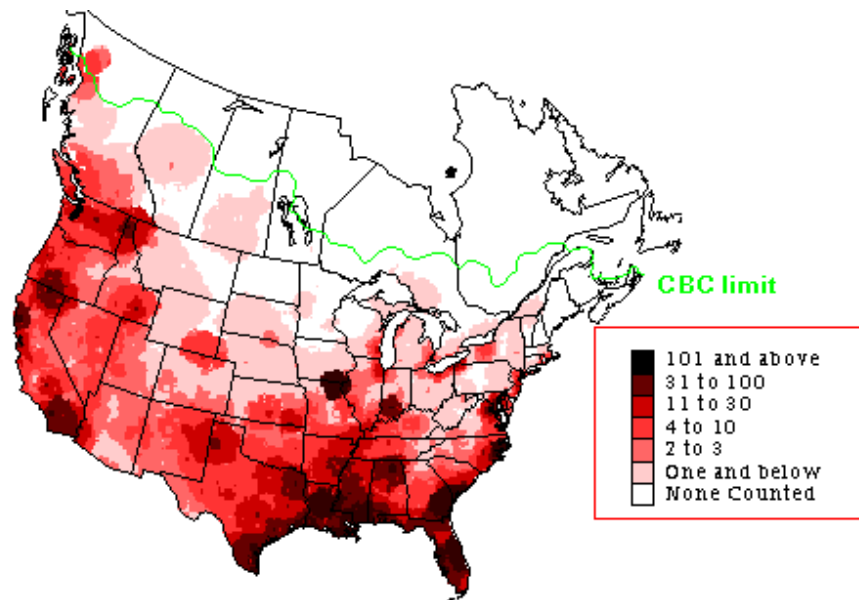 CBC limit
101 and above
31 to 100
11 to 30
4 to 10
2 to 3
One and below
None Counted